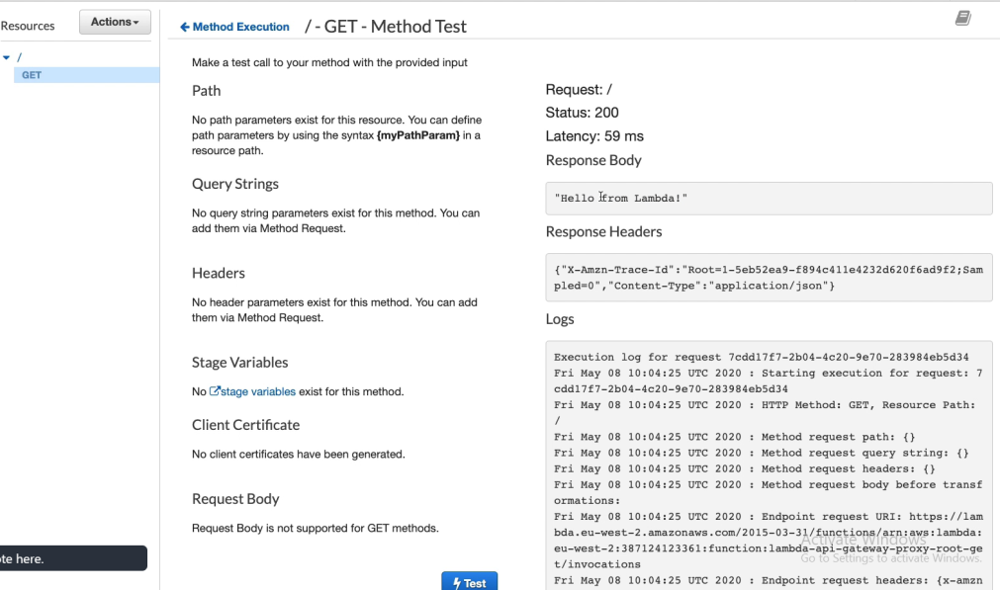 Resources
Actions
Method Execution / - GET - Method Test
/
GET
Make a test call to your method with the provided input
Path
No path parameters exist for this resource. You can define
path parameters by using the syntax {myPathParam} in a
resource path.
Query Strings
No query string parameters exist for this method. You can
add them via Method Request.
Headers
No header parameters exist for this method. You can add
them via Method Request.
Stage Variables
No stage variables exist for this method.
Client Certificate
No client certificates have been generated.
Request Body
Request Body is not supported for GET methods.
Test
te here.
Request: /
Status: 200
Latency: 59 ms
Response Body
"Hello from Lambda!"
Response Headers
{"X-Amzn-Trace-Id":"Root=1-5eb52ea9-f894c411e4232d620f6ad9f2;Sam
pled=0","Content-Type":"application/json"}
Logs
Execution log for request 7cdd17f7-2b04-4c20-9e70-283984eb5d34
Fri May 08 10:04:25 UTC 2020 : Starting execution for request: 7
cdd17f7-2b04-4c20-9e70-283984eb5d34
Fri May 08 10:04:25 UTC 2020 : HTTP Method: GET, Resource Path:
/
Fri May 08 10:04:25 UTC 2020 : Method request path: {}
Fri May 08 10:04:25 UTC 2020 : Method request query string: {}
Fri May 08 10:04:25 UTC 2020 : Method request headers: {}
Fri May 08 10:04:25 UTC 2020 : Method request body before transf
ormations:
Fri May 08 10:04:25 UTC 2020 : Endpoint request URI: https://lam
bda.eu-west-2.amazonaws.com/2015-03-31/functions/arn:aws:lambda:
eu-west-2:387124123361:function:lambda-api-gateway-proxy-root-ge
t/invocations
Fri May 08 10:04:25 UTC 2020 : Endpoint request headers: {x-amzn
Activate Windows
Go to Settings to activate Windows.